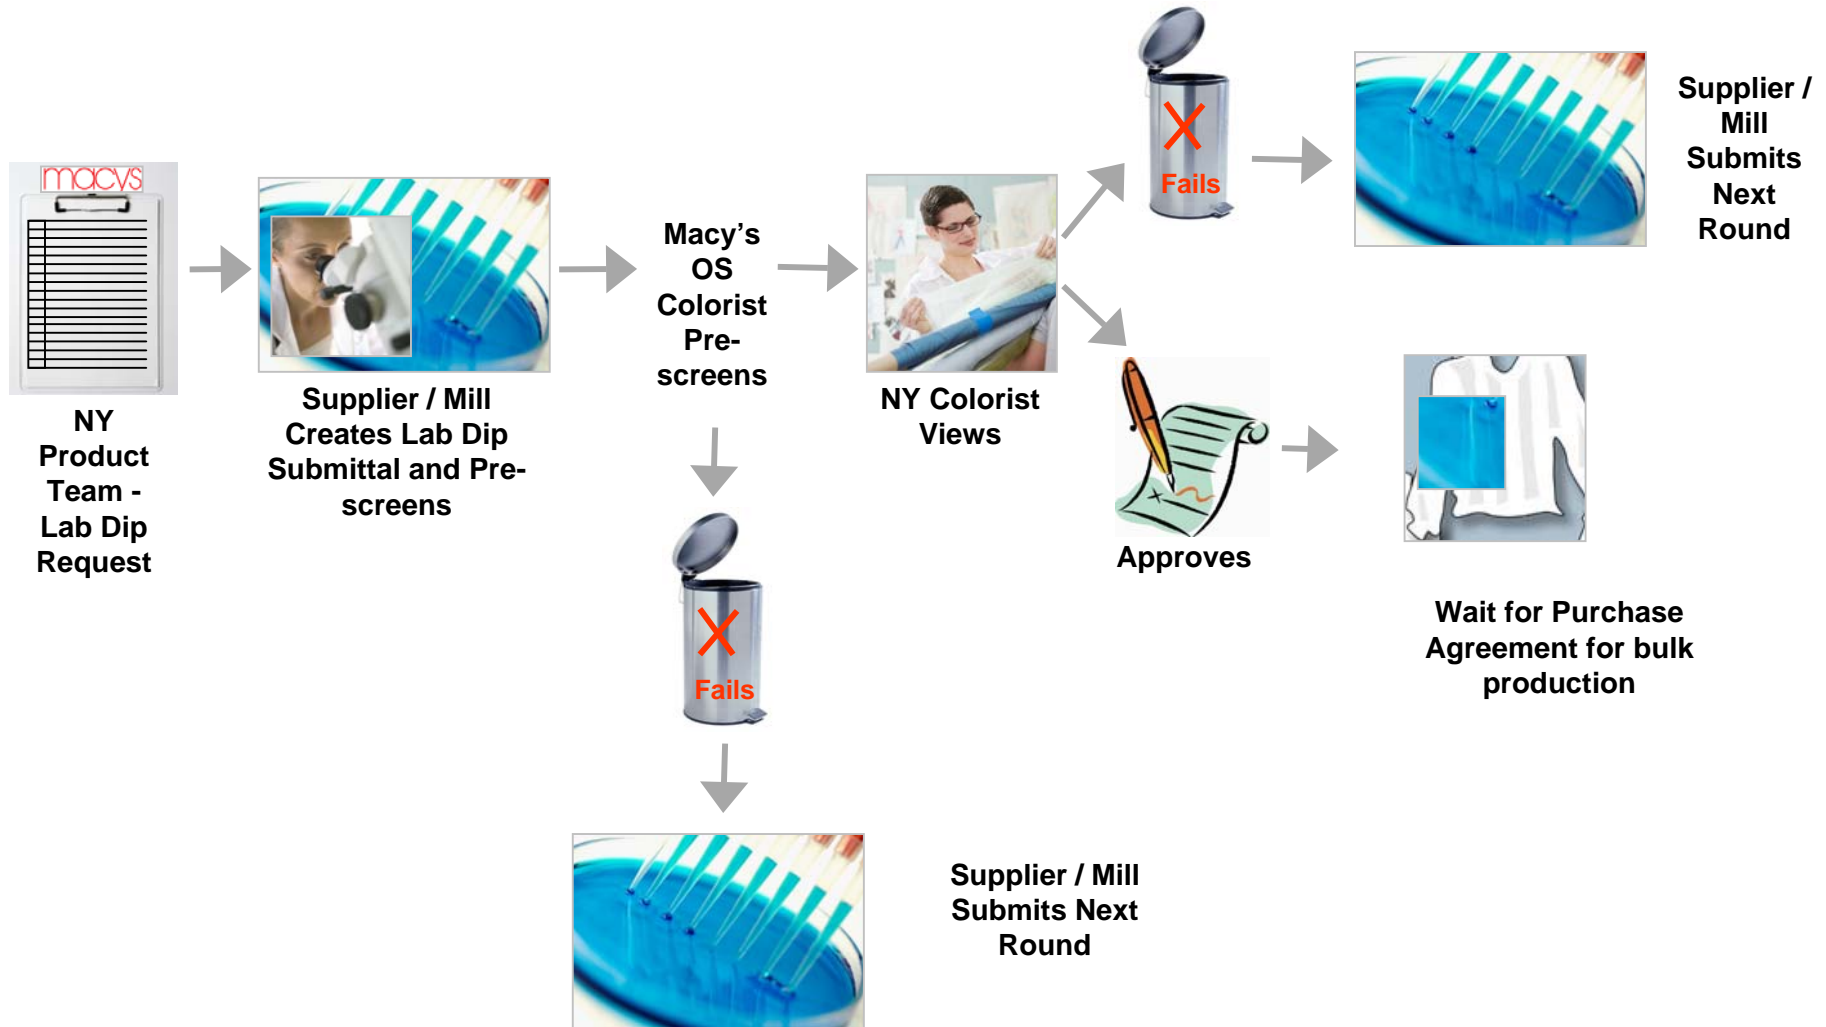 macys
NY
Product
Team -
Lab Dip
Request
Supplier / Mill
Creates Lab Dip
Submittal and Pre-
screens
Macy’s
OS
Colorist
Pre-
screens
Fails
Supplier / Mill
Submits Next
Round
NY Colorist
Views
Fails
Supplier /
Mill
Submits
Next
Round
Approves
Wait for Purchase
Agreement for bulk
production